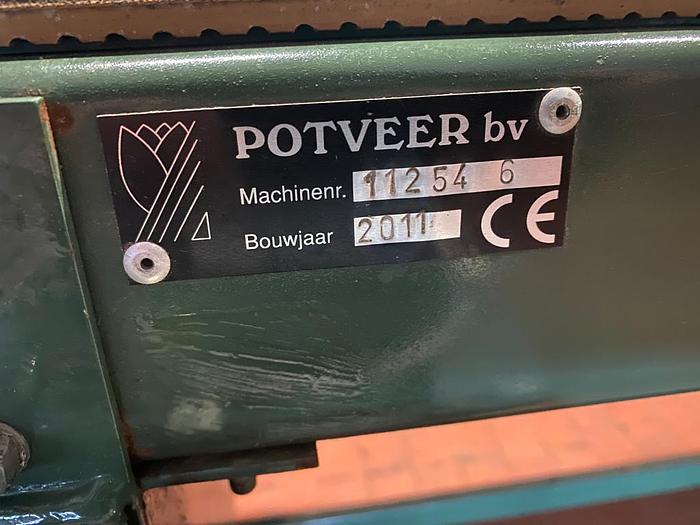 POTVEER bv
Machinenr. 11254 6
Bouwjaar 2011
CE